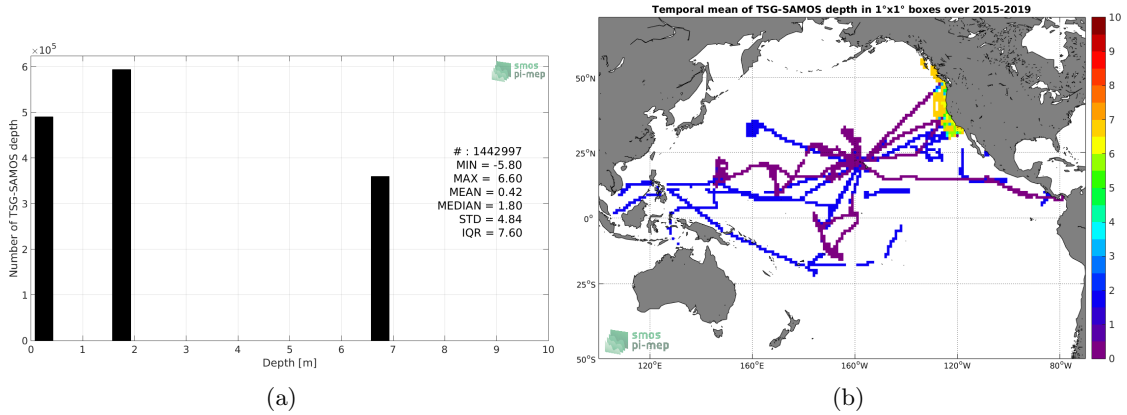 ×10⁵
6
5
4
3
2
1
0
Number of TSG-SAMOS depth
0 1 2 3 4 5 6 7 8 9 10
Depth [m]
smos
pi-mep
# : 1442997
MIN = -5.80
MAX = 6.60
MEAN = 0.42
MEDIAN = 1.80
STD = 4.84
IQR = 7.60
(a)
Temporal mean of TSG-SAMOS depth in 1°x1° boxes over 2015-2019
50°N
25°N
0°
25°S
50°S
120°E 160°E 160°W 120°W 80°W
smos
pi-mep
10
9
8
7
6
5
4
3
2
1
0
(b)